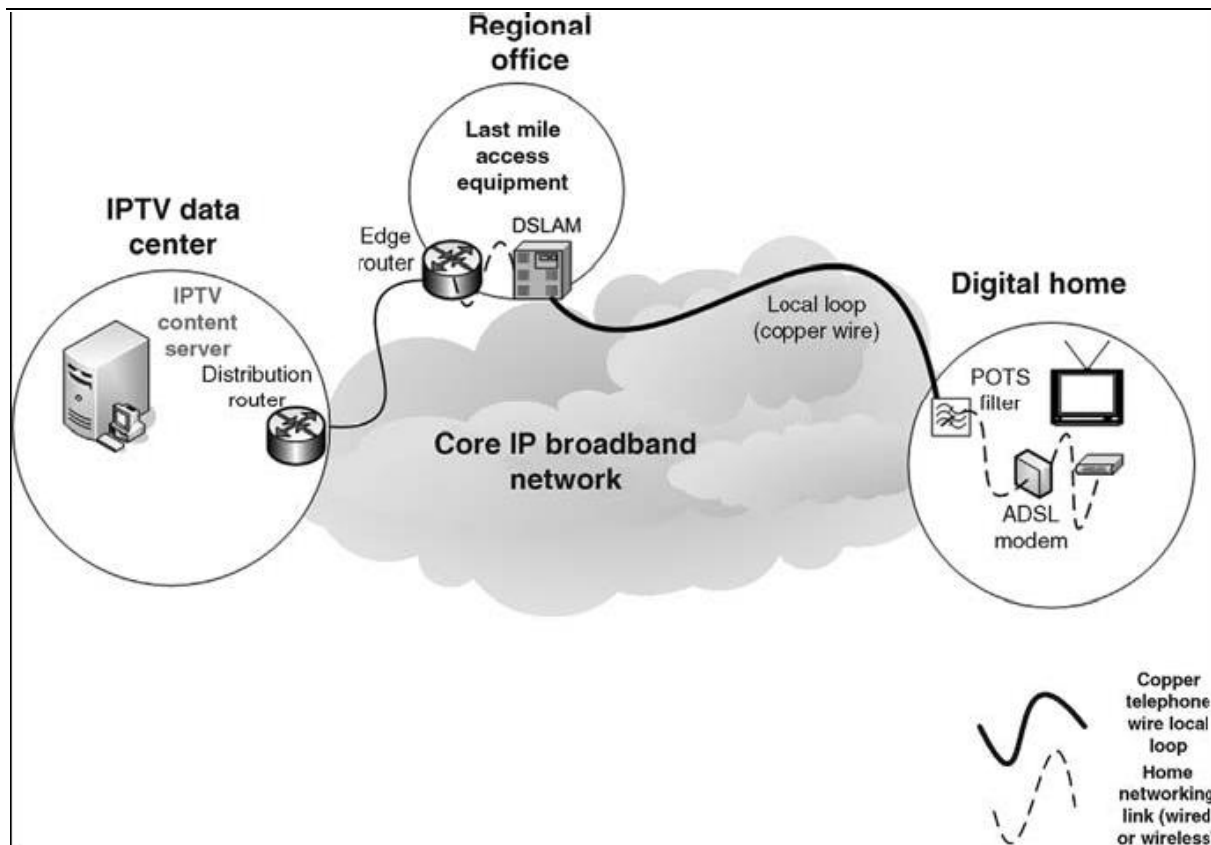 Regional
office
Last mile
access
equipment
DSLAM
Edge
router
IPTV data
center
IPTV
content
server
Distribution
router
Core IP broadband
network
Local loop
(copper wire)
Digital home
POTS
filter
ADSL
modem
Copper
telephone
wire local
loop
Home
networking
link (wired
or wireless)